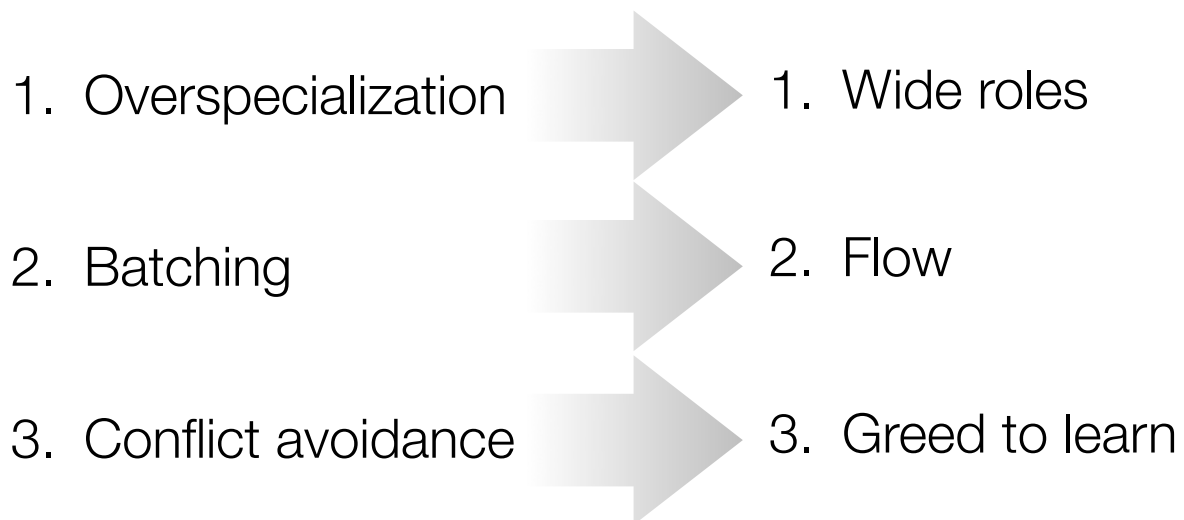 1. Overspecialization
1. Wide roles
2. Batching
2. Flow
3. Conflict avoidance
3. Greed to learn